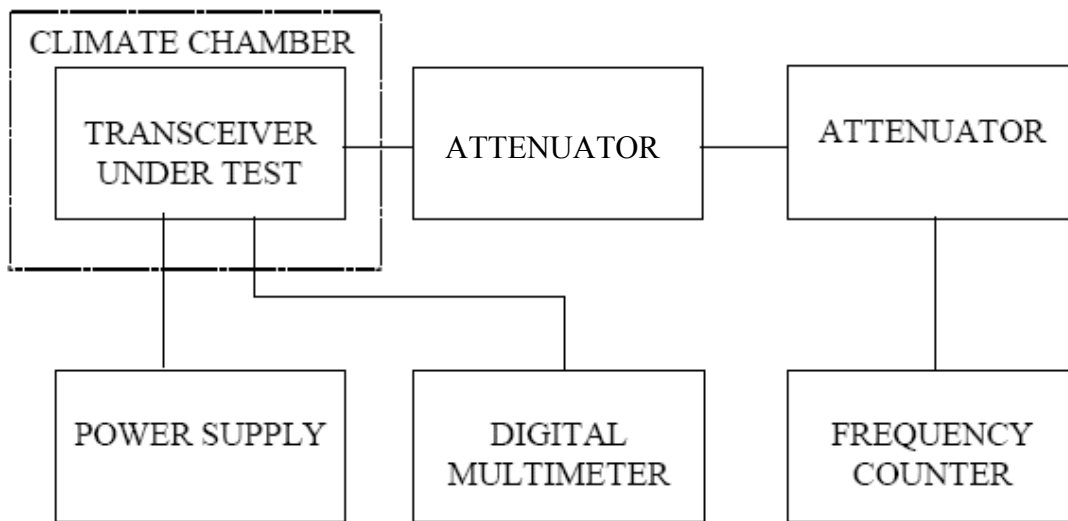 CLIMATE CHAMBER
TRANSCEIVER
UNDER TEST
ATTENUATOR
ATTENUATOR
POWER SUPPLY
DIGITAL
MULTIMETER
FREQUENCY
COUNTER